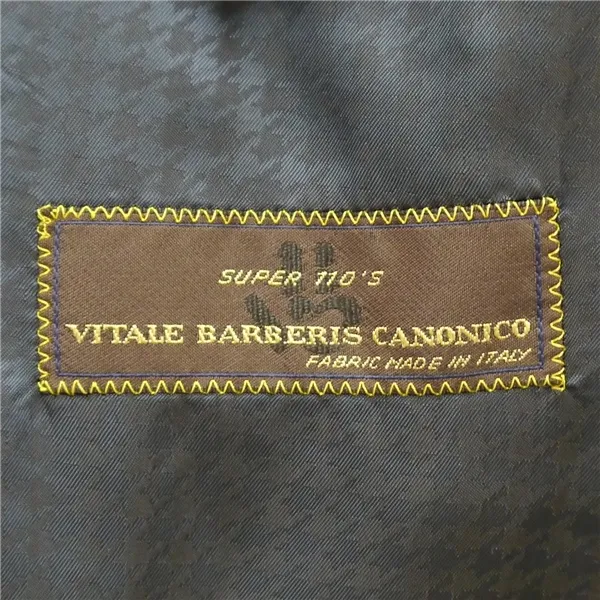 SUPER 110'S
VITALE BARBERIS CANONICO
FABRIC MADE IN ITALY